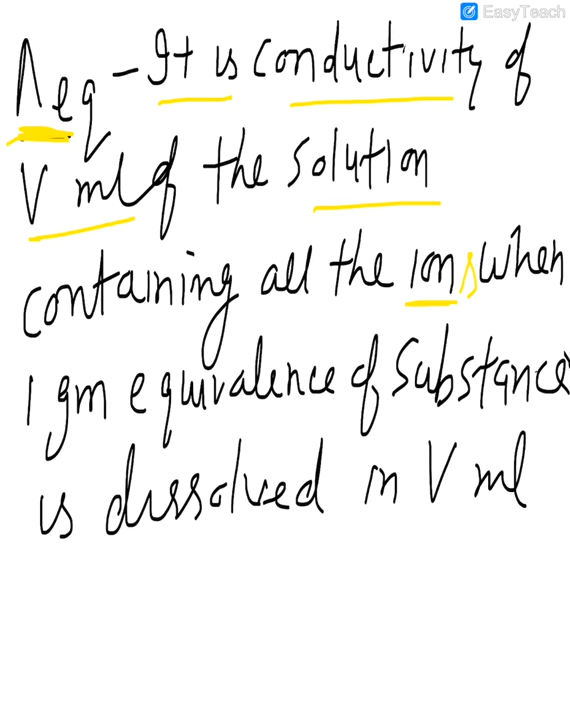 EasyTeach
Λeq - It is conductivity of
V ml of the solution
containing all the ions when
1 gm equivalence of substance
is dissolved in V ml